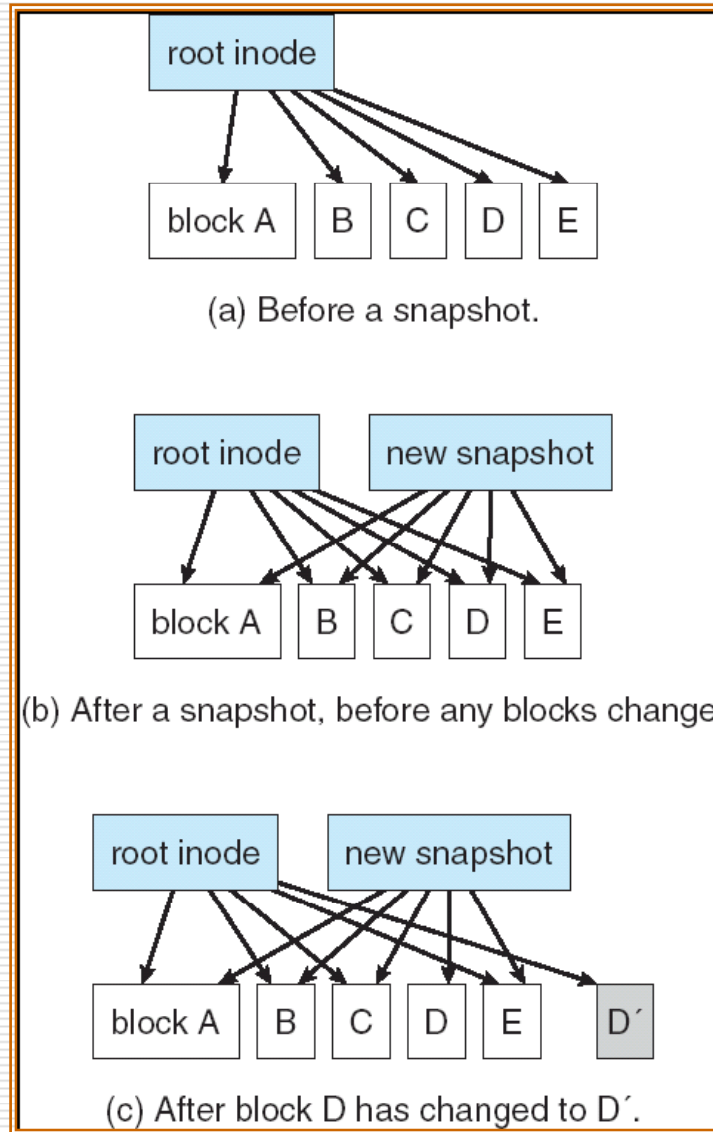 root inode
block A B C D E
(a) Before a snapshot.
root inode new snapshot
block A B C D E
(b) After a snapshot, before any blocks change
root inode new snapshot
block A B C D E D´
(c) After block D has changed to D´.